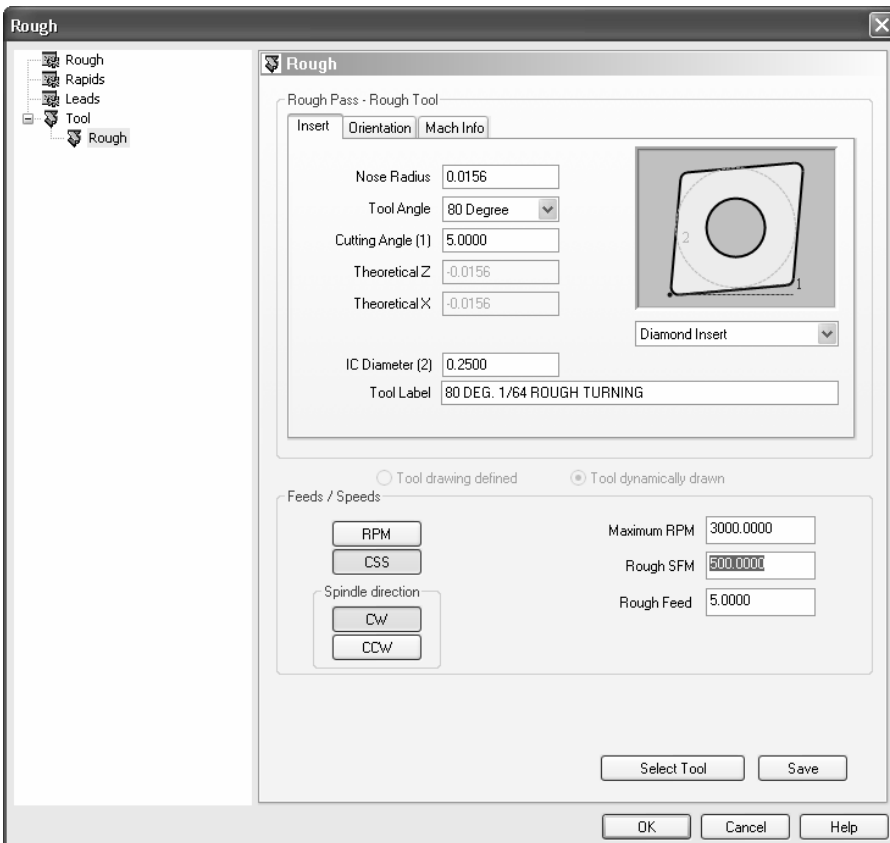 Rough
Rough
Rapids
Leads
Tool
Rough
Rough
Rough Pass - Rough Tool
Insert Orientation Mach Info
Nose Radius 0.0156
Tool Angle 80 Degree
Cutting Angle (1) 5.0000
Theoretical Z -0.0156
Theoretical X -0.0156
2
1
Diamond Insert
IC Diameter (2) 0.2500
Tool Label 80 DEG. 1/64 ROUGH TURNING
Tool drawing defined Tool dynamically drawn
Feeds / Speeds
RPM
CSS
Spindle direction
CW
CCW
Maximum RPM 3000.0000
Rough SFM 500.0000
Rough Feed 5.0000
Select Tool Save
OK Cancel Help